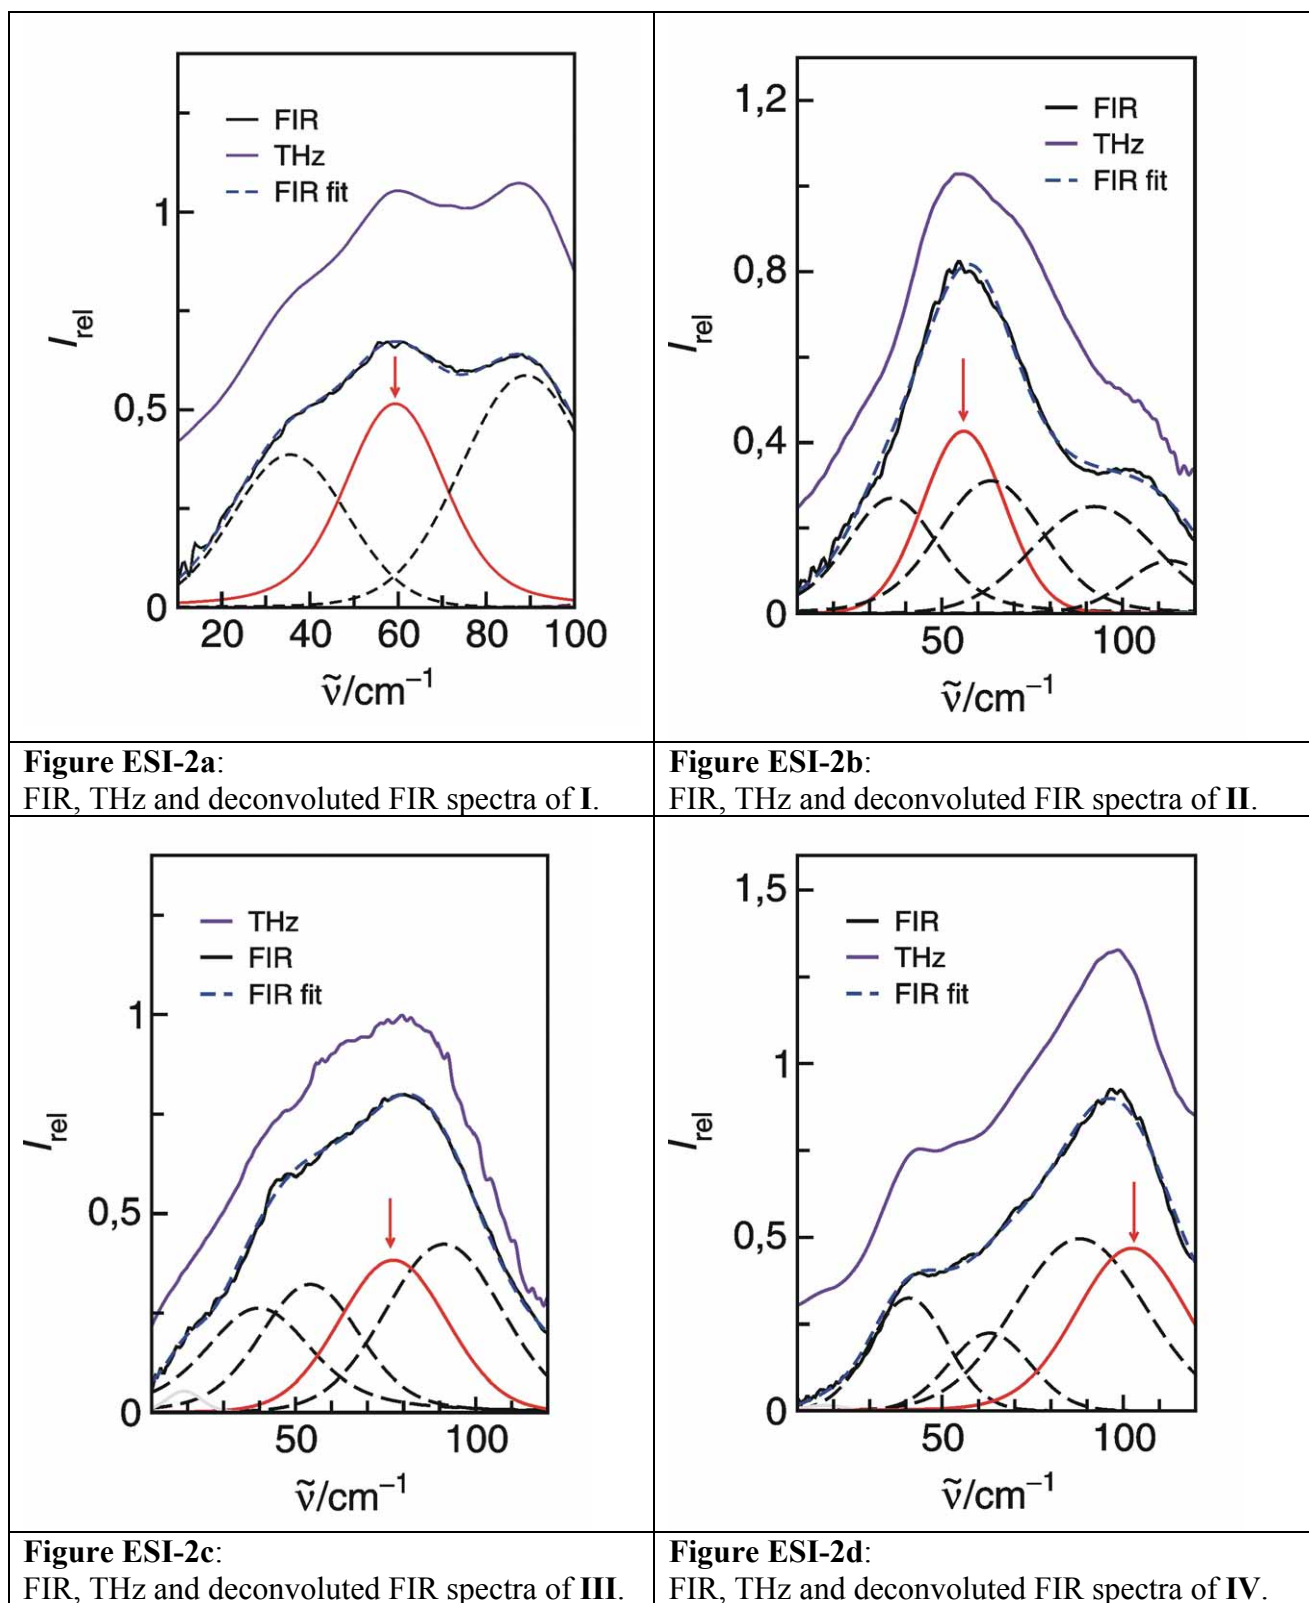 FIR
THz
FIR fit
1
0,5
0
20 40 60 80 100
Irel
ṽ/cm–1
Figure ESI-2a:
FIR, THz and deconvoluted FIR spectra of I.
FIR
THz
FIR fit
1,2
0,8
0,4
0
50 100
Irel
ṽ/cm–1
Figure ESI-2b:
FIR, THz and deconvoluted FIR spectra of II.
THz
FIR
FIR fit
1
0,5
0
50 100
Irel
ṽ/cm–1
Figure ESI-2c:
FIR, THz and deconvoluted FIR spectra of III.
FIR
THz
FIR fit
1,5
1
0,5
0
50 100
Irel
ṽ/cm–1
Figure ESI-2d:
FIR, THz and deconvoluted FIR spectra of IV.